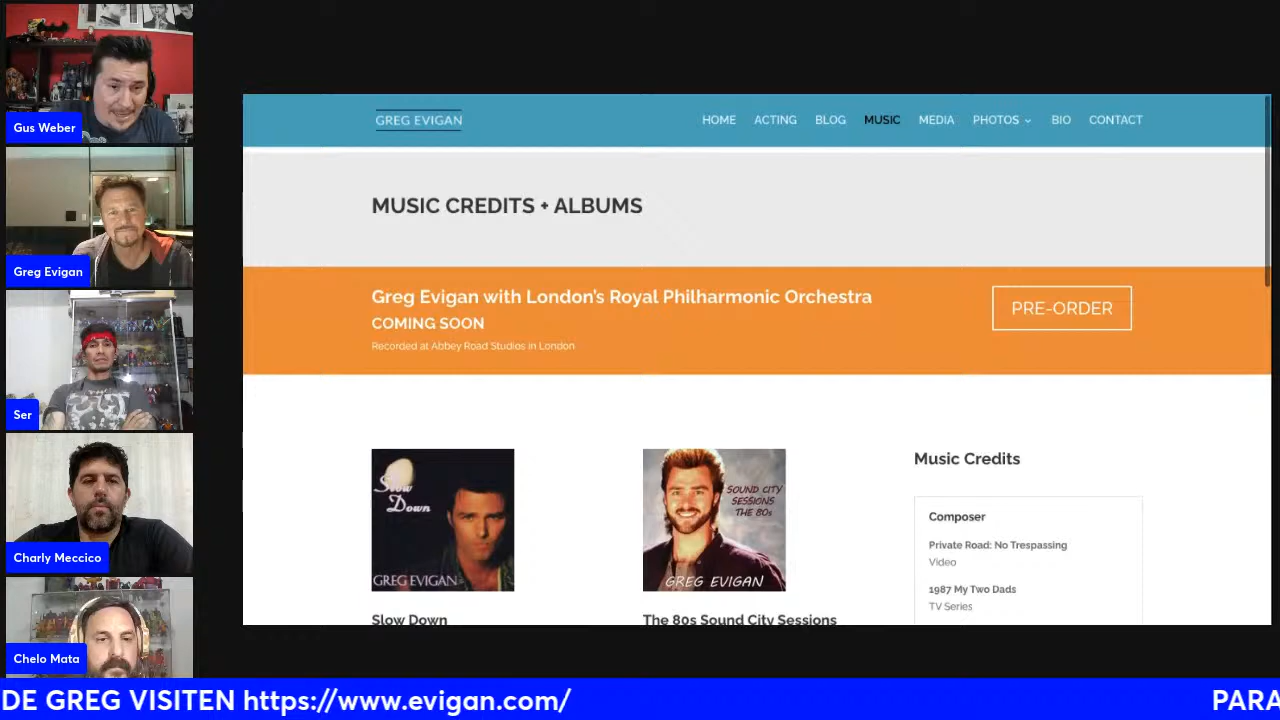 Gus Weber
Greg Evigan
Ser
Charly Meccico
Chelo Mata
GREG EVIGAN
HOME ACTING BLOG MUSIC MEDIA PHOTOS BIO CONTACT
MUSIC CREDITS + ALBUMS
Greg Evigan with London's Royal Philharmonic Orchestra
COMING SOON
Recorded at Abbey Road Studios in London
PRE-ORDER
Slow
Down
GREG EVIGAN
Slow Down
SOUND CITY
SESSIONS
THE 80s
GREG EVIGAN
The 80s Sound City Sessions
Music Credits
Composer
Private Road: No Trespassing
Video
1987 My Two Dads
TV Series
DE GREG VISITEN https://www.evigan.com/ PARA